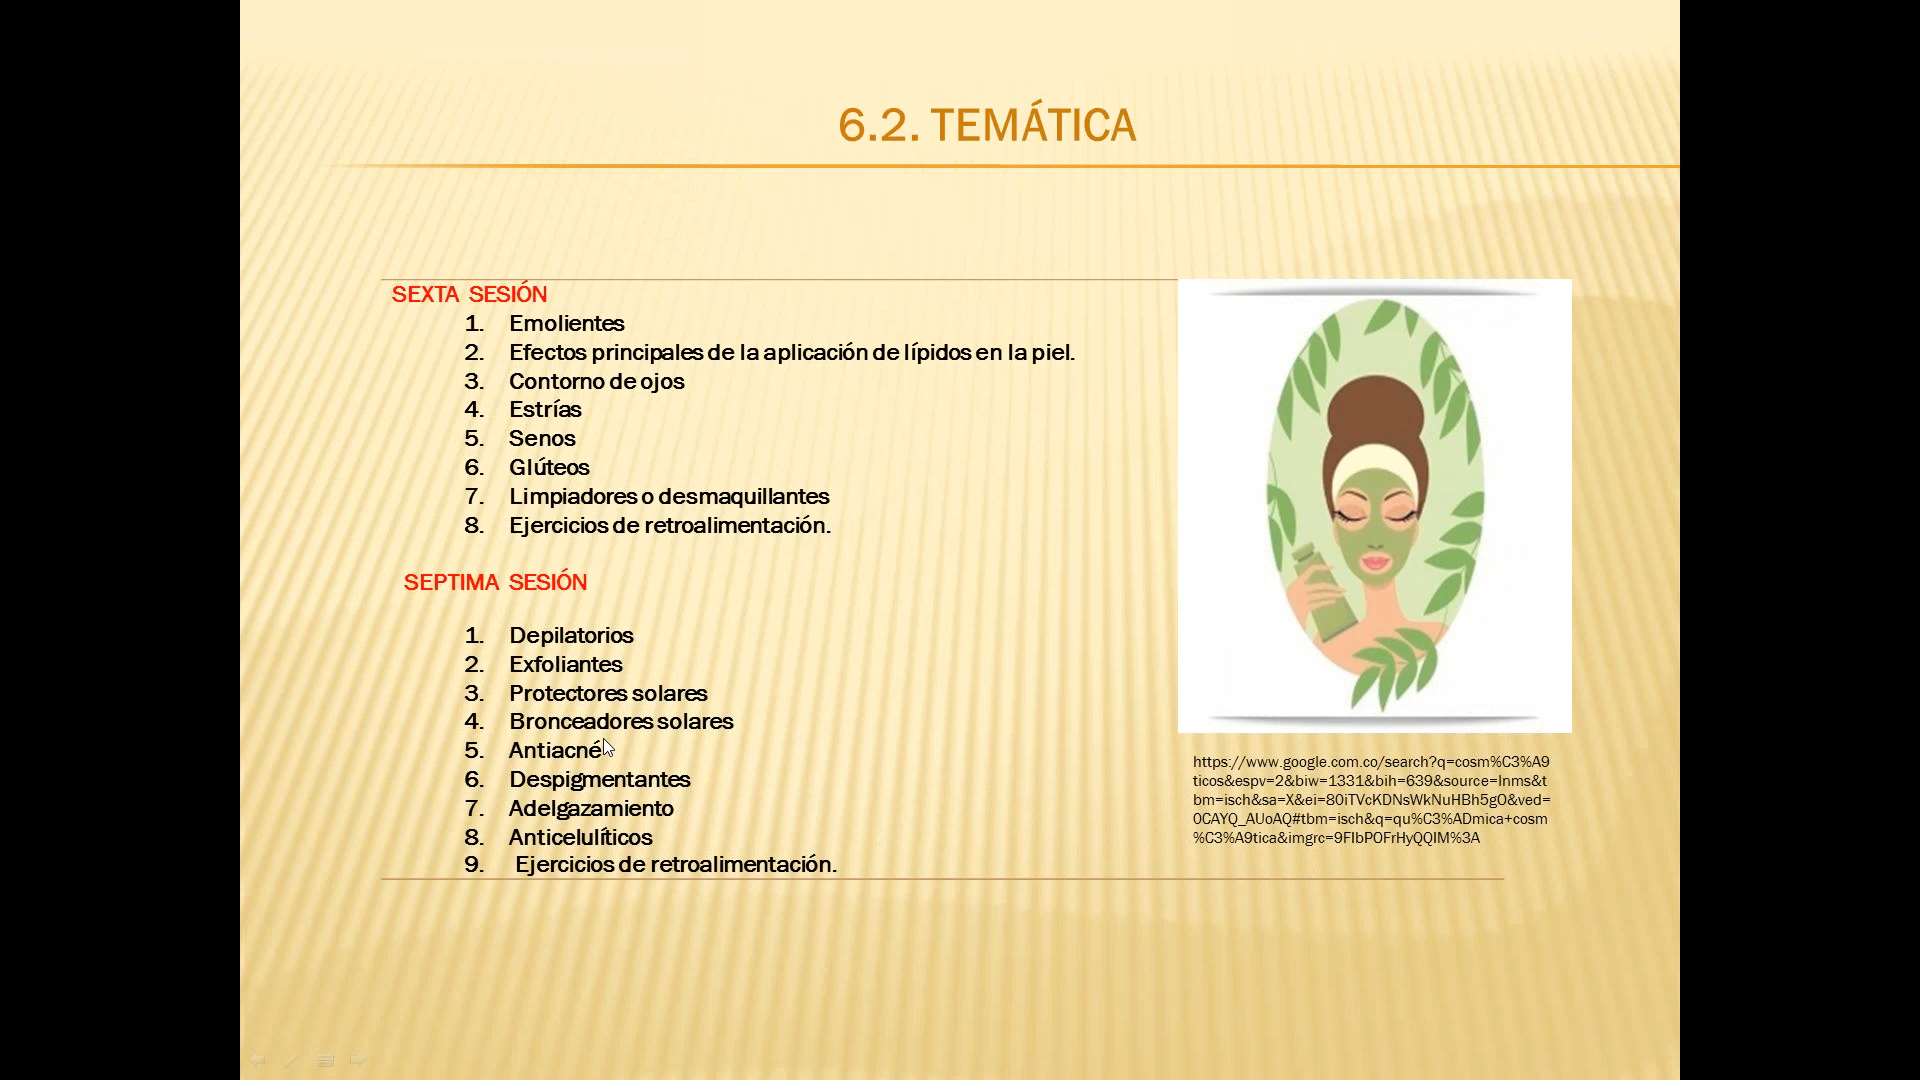 6.2. TEMÁTICA
SEXTA SESIÓN
1. Emolientes
2. Efectos principales de la aplicación de lípidos en la piel.
3. Contorno de ojos
4. Estrías
5. Senos
6. Glúteos
7. Limpiadores o desmaquillantes
8. Ejercicios de retroalimentación.
SEPTIMA SESIÓN
1. Depilatorios
2. Exfoliantes
3. Protectores solares
4. Bronceadores solares
5. Antiacné
6. Despigmentantes
7. Adelgazamiento
8. Anticelulíticos
9. Ejercicios de retroalimentación.
https://www.google.com.co/search?q=cosm%C3%A9
ticos&espv=2&biw=1331&bih=639&source=lnms&t
bm=isch&sa=X&ei=80iTVcKDNsWkNuHBh5gO&ved=
0CAYQ_AUoAQ#tbm=isch&q=qu%C3%ADmica+cosm
%C3%A9tica&imgrc=9FIbPOFrHyQQIM%3A